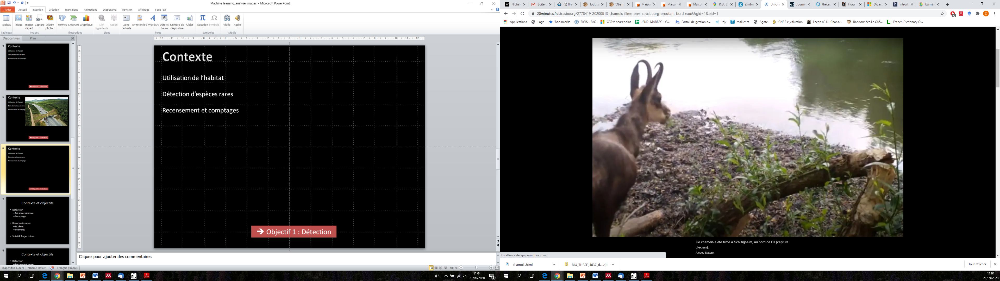 Machine learning_analyse images - Microsoft PowerPoint
Fichier Accueil Insertion Création Transitions Animations Diaporama Révision Affichage Foxit PDF
Tableau Image Images clipart Capture Album photo Formes SmartArt Graphique Lien hypertexte Action Zone de texte En-tête/Pied WordArt Date et heure Numéro de diapositive Objet Équation Symbole Vidéo Audio
Tableaux Images Illustrations Liens Texte Symboles Média
Diapositives Plan
4
Contexte
Utilisation de l'habitat
Détection d'espèces rares
Recensement et comptages
➔ Objectif 1 : Détection
5
Contexte
Utilisation de l'habitat
Détection d'espèces rares
Recensement et comptages
➔ Objectif 1 : Détection
6
Contexte
Utilisation de l'habitat
Détection d'espèces rares
Recensement et comptages
➔ Objectif 1 : Détection
7
Contexte et objectifs
• Détection
– Présence-absence
– Comptage
• Reconnaissance
– Espèces
– Individus
• Suivi & Trajectoires
8
Contexte et objectifs
• Détection
– Présence-absence
Contexte
Utilisation de l'habitat
Détection d'espèces rares
Recensement et comptages
➔ Objectif 1 : Détection
Cliquez pour ajouter des commentaires
Diapositive 6 de 9 "Thème Office" Français (France) 108 %
11:04
21/09/2020
Nichel Boîte d (2) Ifre Tout sa Oberh Maison Maison Maison R.U., 2 Zimbra Un cha Journé theses Flora Didact Introd barriè
20minutes.fr/strasbourg/2778419-20200513-chamois-filme-pres-strasbourg-broutant-bord-eau#&gid=1&pid=1
Applications Logo Bookmarks FIGIS - FAO CGPM sharepoint JEUDI MARBEC - G... Portail de gestion d... Izly mail cnrs Agate CNRS e_valuation Leçon n° 6 - Chans... Randonnées Le Châ... French Dictionary O...
Ce chamois a été filmé à Schiltigheim, au bord de l'Ill (capture
d'écran).
Alsace Nature
En attente de api.permutive.com...
chamois.html BIU_THESE_4637_d....zip Tout afficher
11:04
21/09/2020